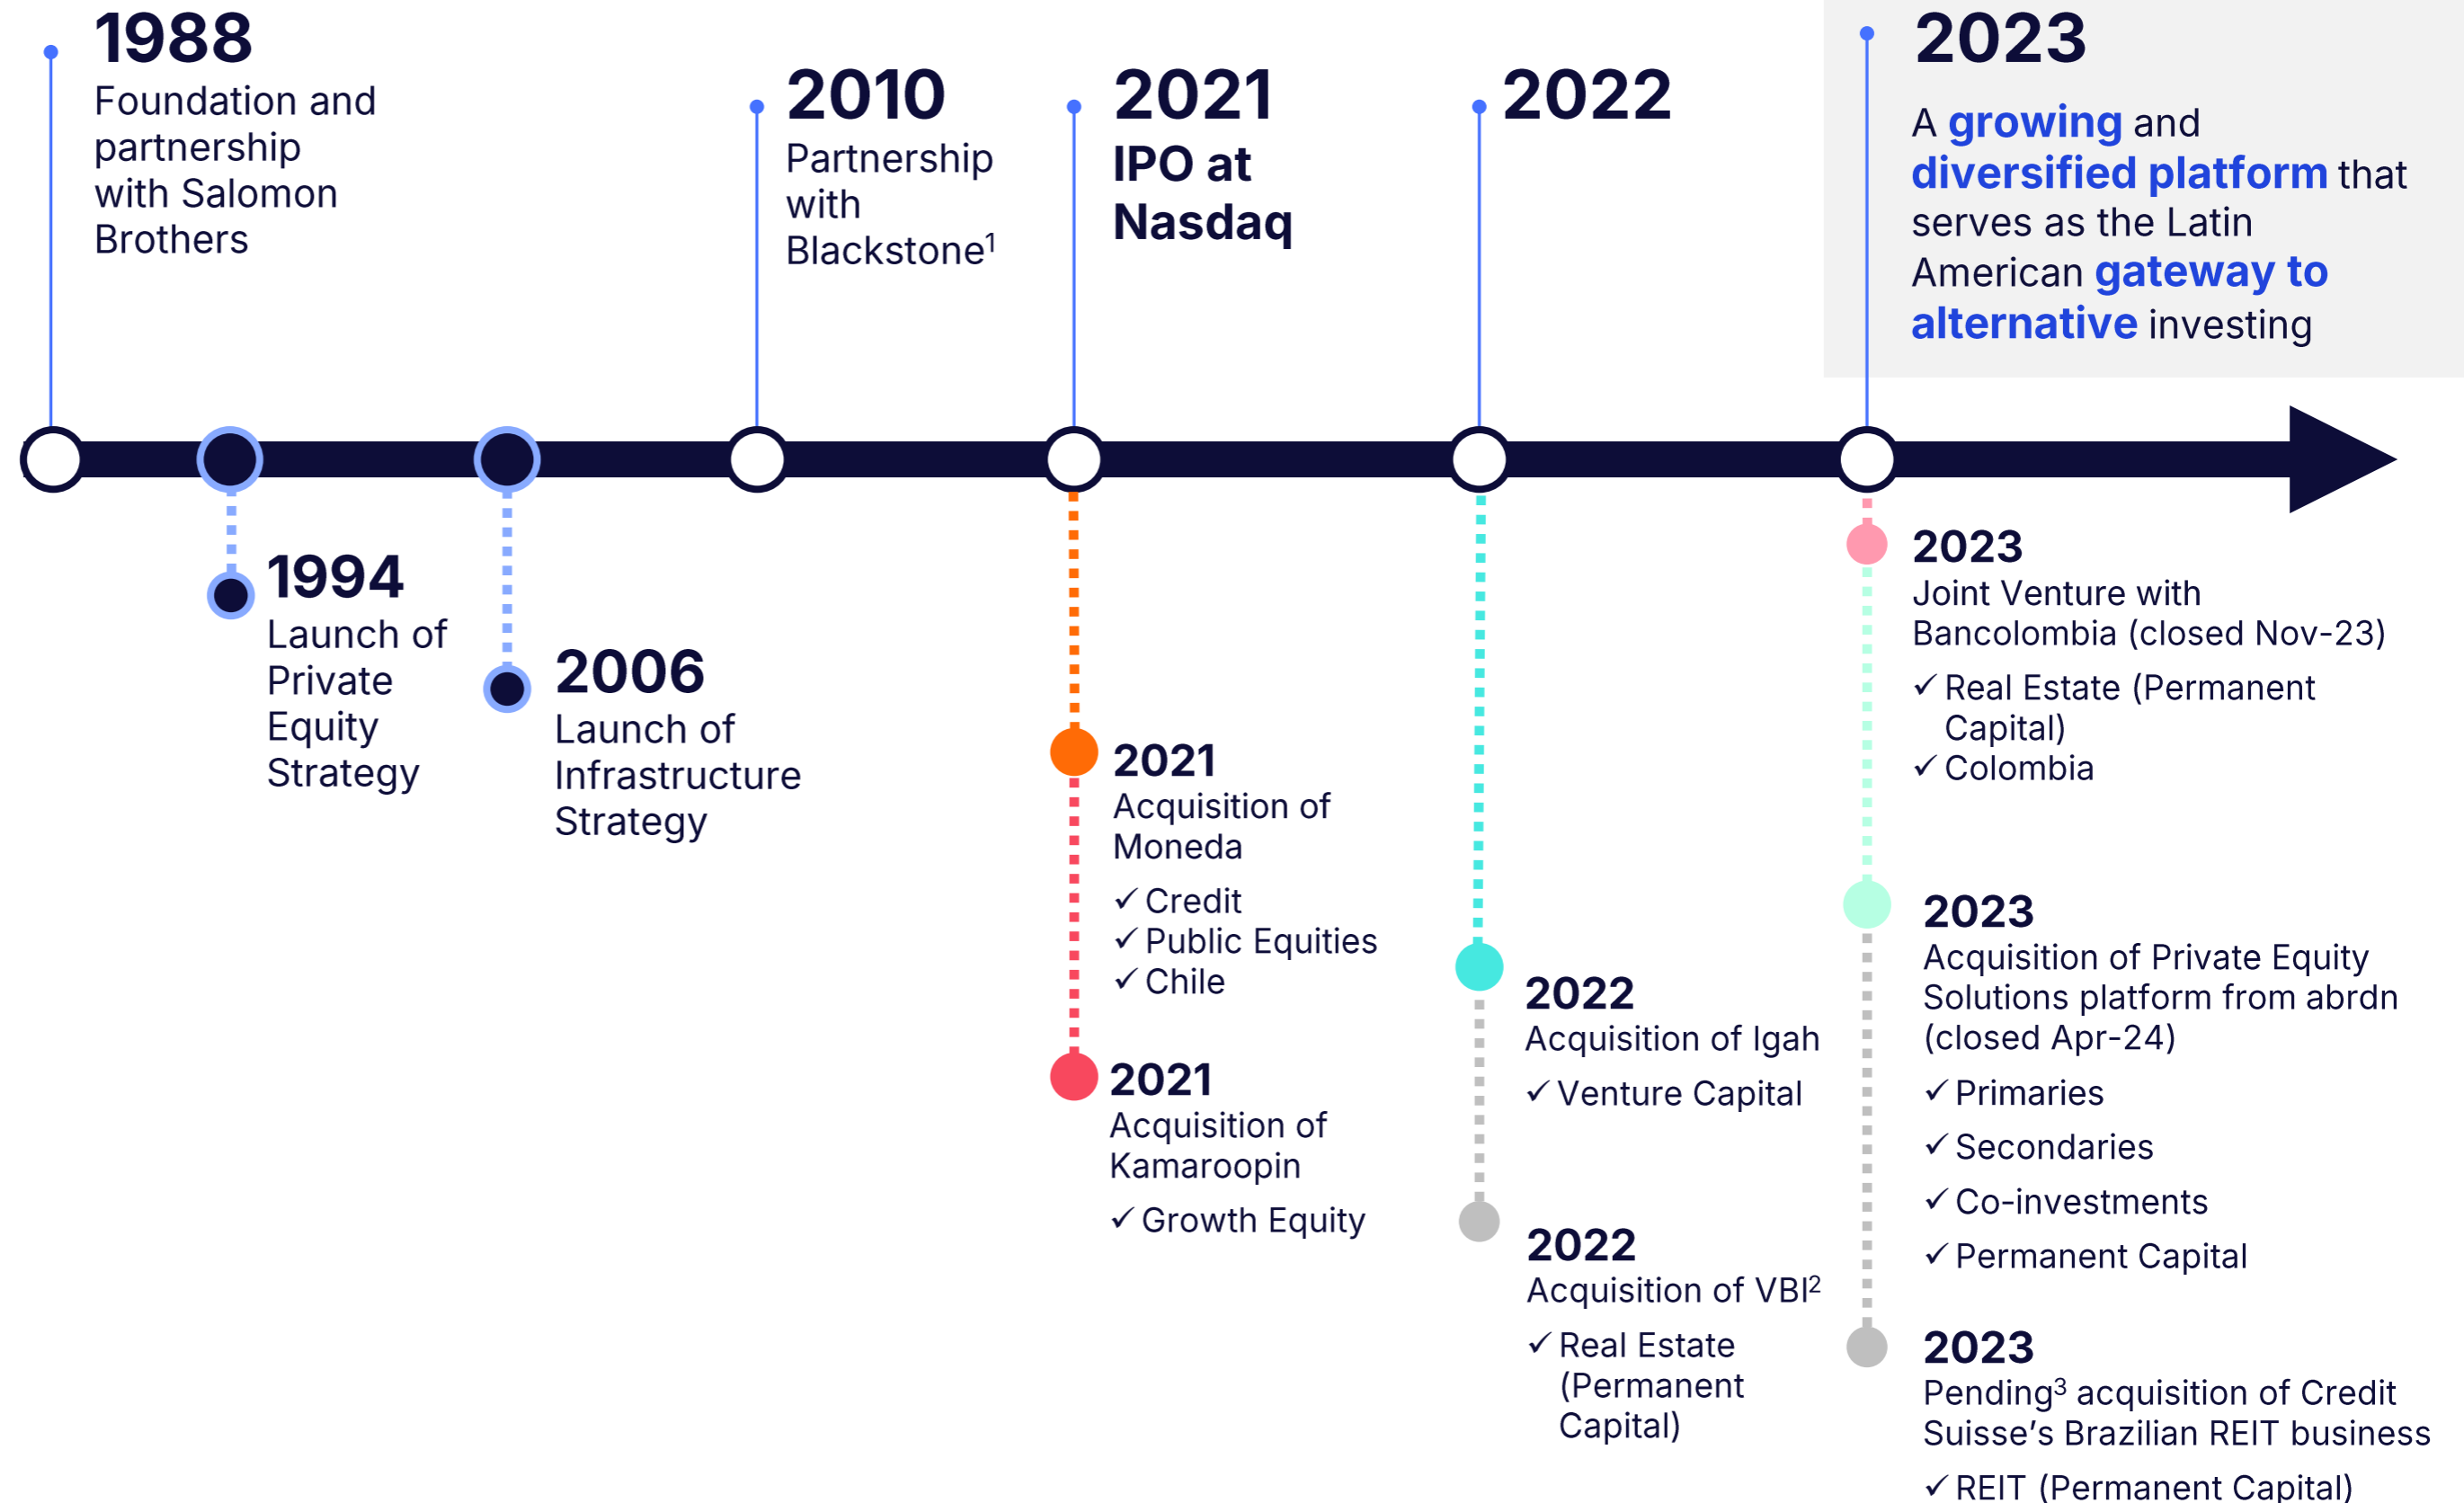 1988
Foundation and
partnership
with Salomon
Brothers
1994
Launch of
Private
Equity
Strategy
2006
Launch of
Infrastructure
Strategy
2010
Partnership
with
Blackstone¹
2021
IPO at
Nasdaq
2021
Acquisition of
Moneda
✓ Credit
✓ Public Equities
✓ Chile
2021
Acquisition of
Kamaroopin
✓ Growth Equity
2022
2022
Acquisition of Igah
✓ Venture Capital
2022
Acquisition of VBI²
✓ Real Estate
(Permanent
Capital)
2023
A growing and
diversified platform that
serves as the Latin
American gateway to
alternative investing
2023
Joint Venture with
Bancolombia (closed Nov-23)
✓ Real Estate (Permanent
Capital)
✓ Colombia
2023
Acquisition of Private Equity
Solutions platform from abrdn
(closed Apr-24)
✓ Primaries
✓ Secondaries
✓ Co-investments
✓ Permanent Capital
2023
Pending³ acquisition of Credit
Suisse’s Brazilian REIT business
✓ REIT (Permanent Capital)